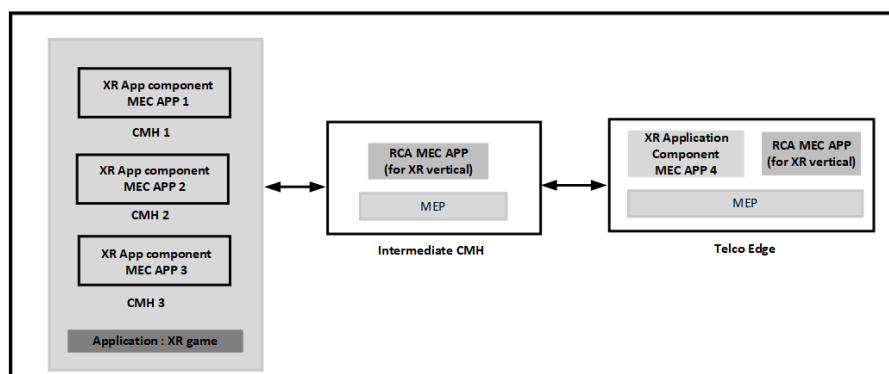 XR App component
MEC APP 1
CMH 1
XR App component
MEC APP 2
CMH 2
XR App component
MEC APP 3
CMH 3
Application : XR game
RCA MEC APP
(for XR vertical)
MEP
Intermediate CMH
XR Application
Component
MEC APP 4
RCA MEC APP
(for XR vertical)
MEP
Telco Edge